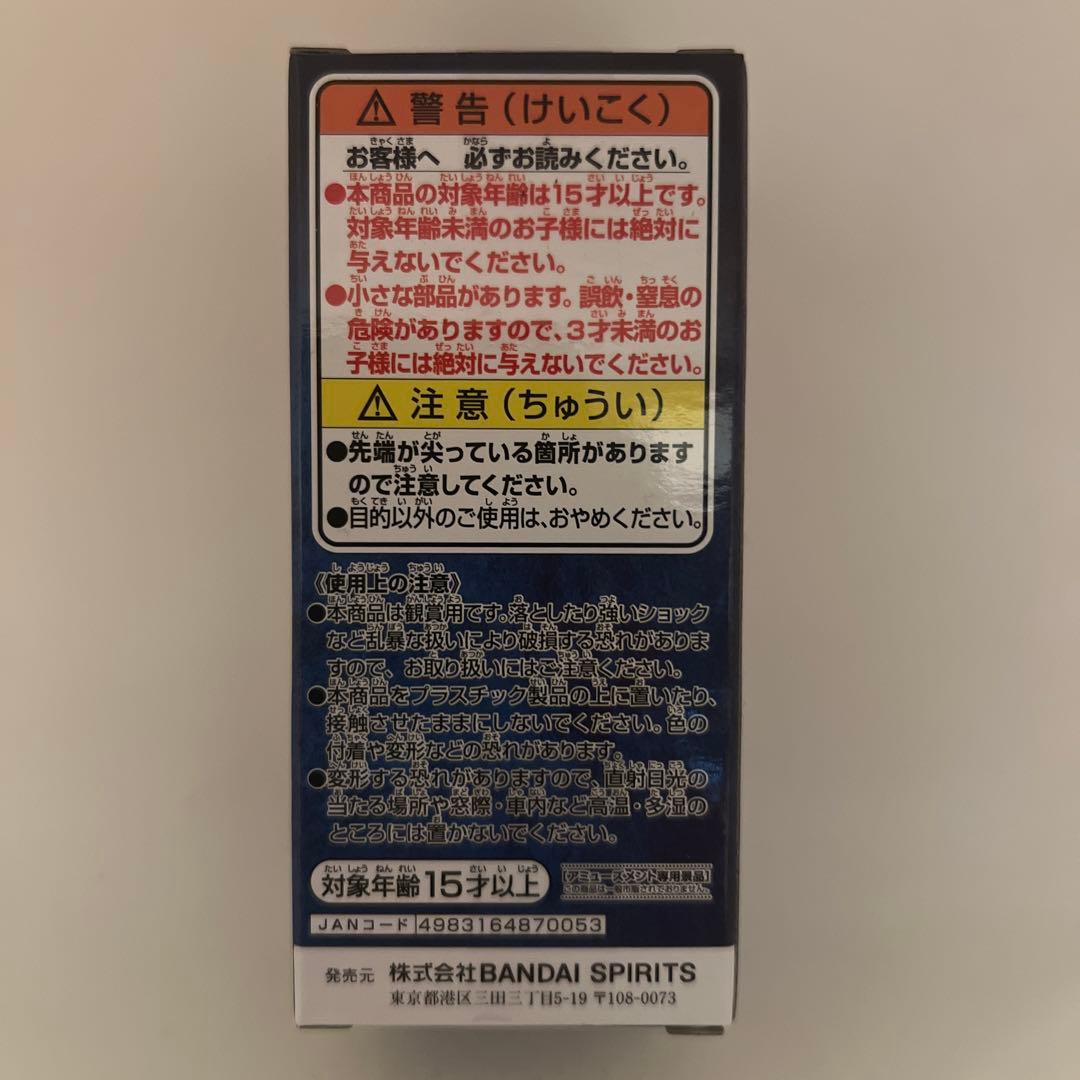 ⚠ 警告(けいこく)
お客様へ 必ずお読みください。
●本商品の対象年齢は15才以上です。
対象年齢未満のお子様には絶対に
与えないでください。
●小さな部品があります。誤飲・窒息の
危険がありますので、3才未満のお
子様には絶対に与えないでください。
⚠ 注意(ちゅうい)
●先端が尖っている箇所があります
ので注意してください。
●目的以外のご使用は、おやめください。
《使用上の注意》
●本商品は観賞用です。落としたり強いショック
など乱暴な扱いにより破損する恐れがありま
すので、お取り扱いにはご注意ください。
●本商品をプラスチック製品の上に置いたり、
接触させたままにしないでください。色の
付着や変形などの恐れがあります。
●変形する恐れがありますので、直射日光の
当たる場所や窓際・車内など高温・多湿の
ところには置かないでください。
対象年齢15才以上
[アミューズメント専用景品]
この商品は一般市販されておりません。
JANコード 4983164870053
発売元 株式会社BANDAI SPIRITS
東京都港区三田三丁目5-19 〒108-0073